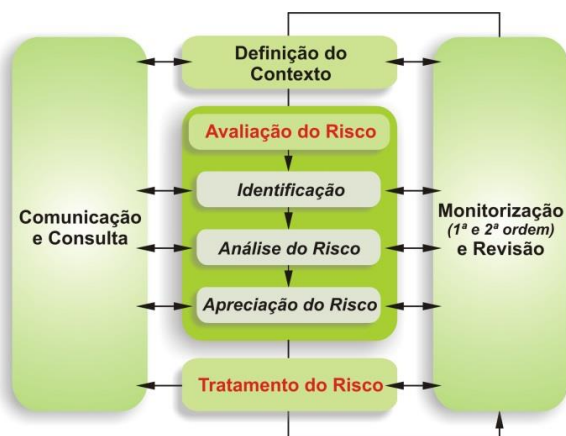 Definição do
Contexto
Avaliação do Risco
Identificação
Comunicação
e Consulta
Análise do Risco
Monitorização
(1ª e 2ª ordem)
e Revisão
Apreciação do Risco
Tratamento do Risco